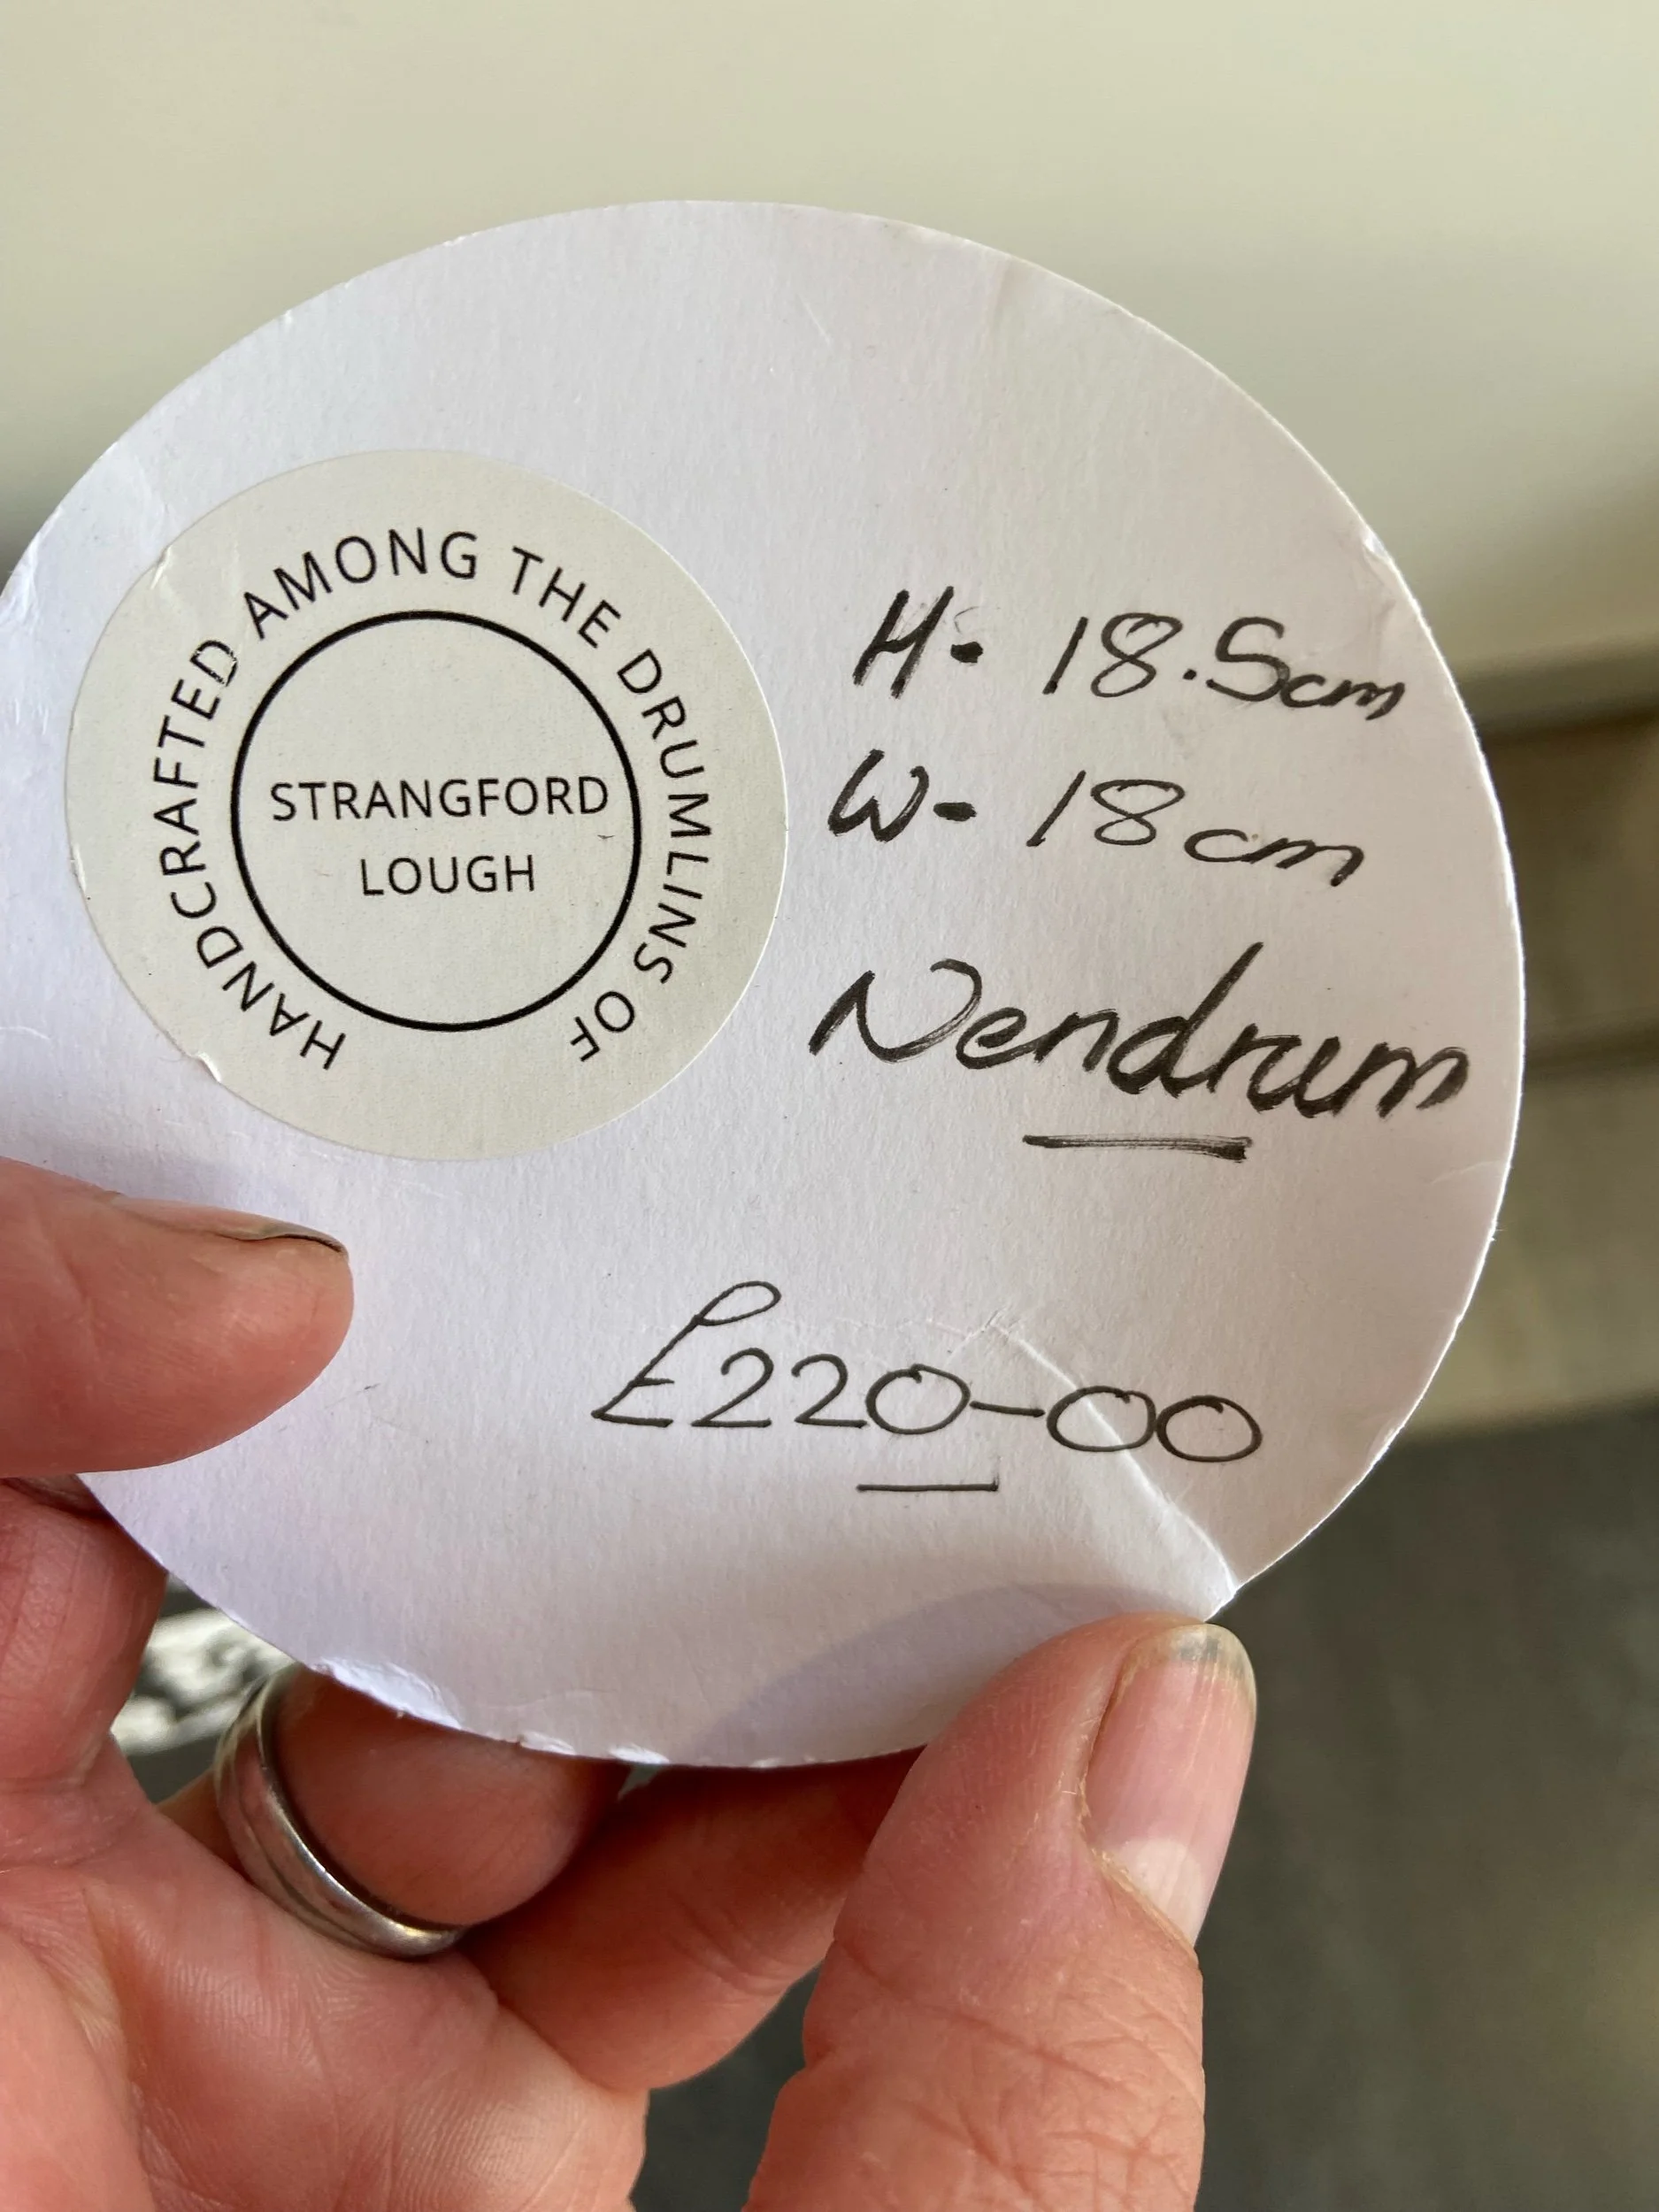 HANDCRAFTED AMONG THE DRUMLINS OF
STRANGFORD
LOUGH
H- 18.5cm
W- 18cm
Nendrum
£220-00